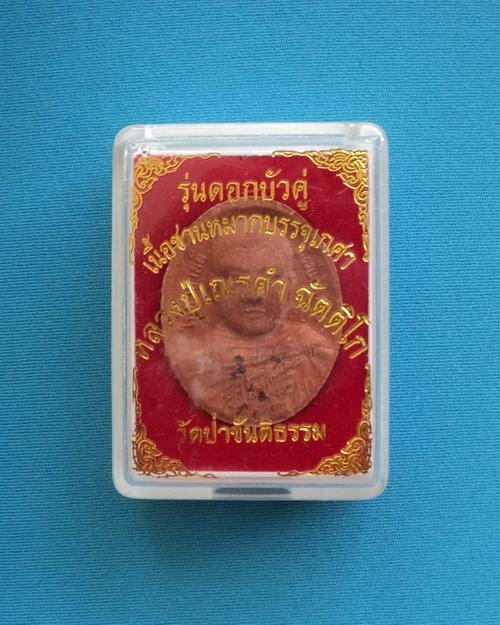 รุ่นดอกบัวคู่
เนื้อชานหมากบรรจุเกศา
หลวงปู่เณรคำ ฉัตติโก
วัดป่าขันติธรรม